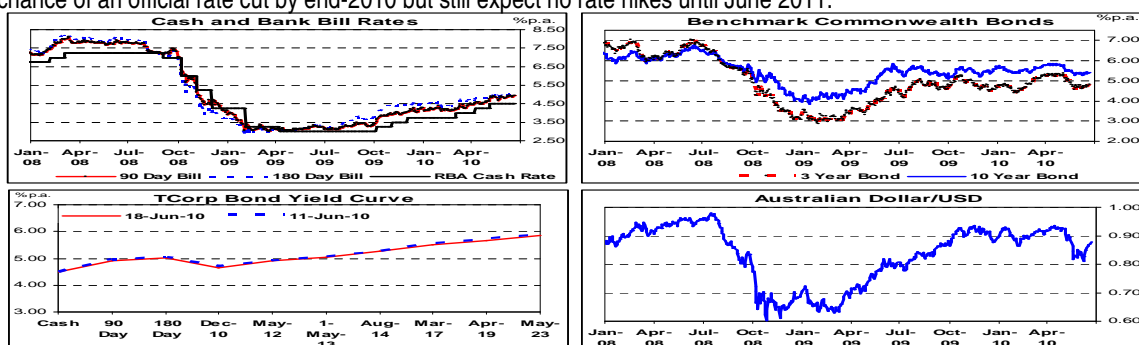 chance of an official rate cut by end-2010 but still expect no rate hikes until June 2011.
Cash and Bank Bill Rates
%p.a.
8.50
7.50
6.50
5.50
4.50
3.50
2.50
Jan-08 Apr-08 Jul-08 Oct-08 Jan-09 Apr-09 Jul-09 Oct-09 Jan-10 Apr-10
90 Day Bill 180 Day Bill RBA Cash Rate
Benchmark Commonwealth Bonds
%p.a.
7.00
6.00
5.00
4.00
3.00
2.00
Jan-08 Apr-08 Jul-08 Oct-08 Jan-09 Apr-09 Jul-09 Oct-09 Jan-10 Apr-10
3 Year Bond 10 Year Bond
TCorp Bond Yield Curve
%p.a.
7.00
6.00
5.00
4.00
3.00
18-Jun-10 11-Jun-10
Cash 90 Day 180 Day Dec-10 May-12 1-May-13 Aug-14 Mar-17 Apr-19 May-23
Australian Dollar/USD
1.00
0.90
0.80
0.70
0.60
Jan-08 Apr-08 Jul-08 Oct-08 Jan-09 Apr-09 Jul-09 Oct-09 Jan-10 Apr-10